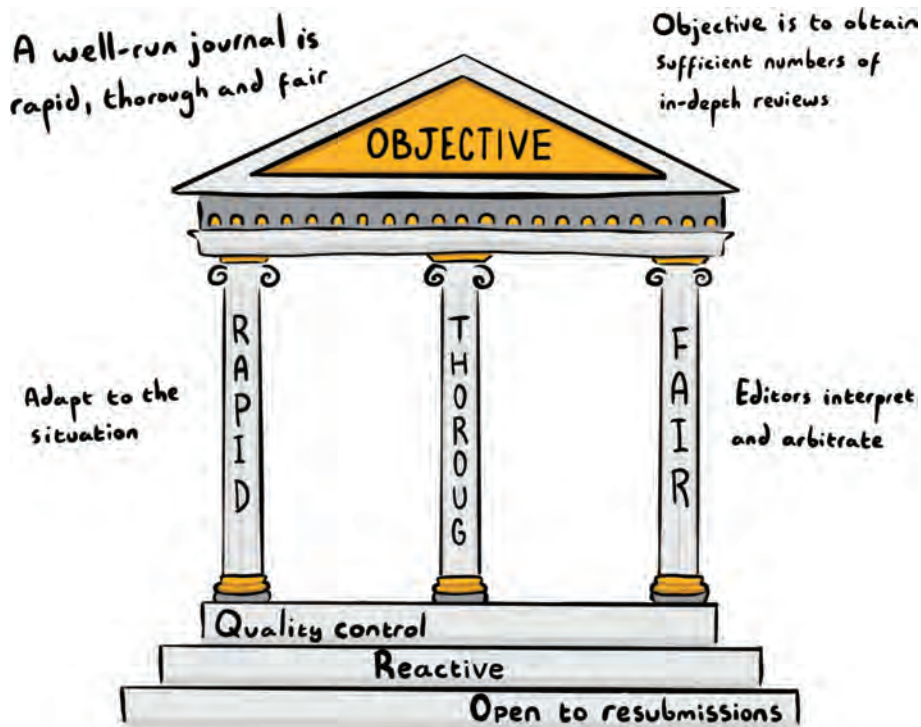 A well-run journal is
rapid, thorough and fair
Objective is to obtain
sufficient numbers of
in-depth reviews
OBJECTIVE
RAPID
THOROUG
FAIR
Adapt to the
situation
Editors interpret
and arbitrate
Quality control
Reactive
Open to resubmissions